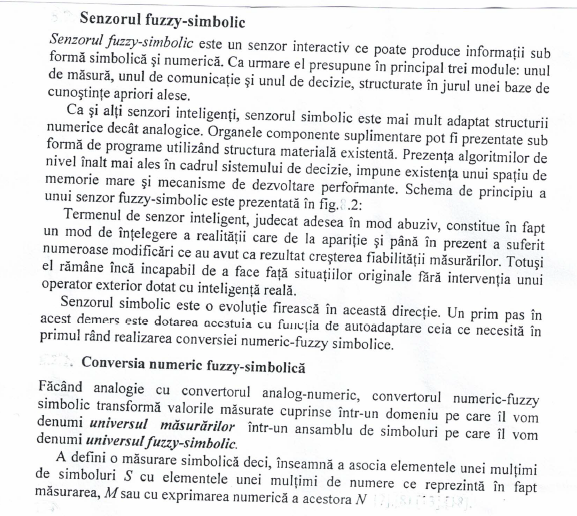 Senzorul fuzzy-simbolic
Senzorul fuzzy-simbolic este un senzor interactiv ce poate produce informații sub
formă simbolică și numerică. Ca urmare el presupune în principal trei module: unul
de măsură, unul de comunicație și unul de decizie, structurate în jurul unei baze de
cunoștințe apriori alese.
Ca și alți senzori inteligenți, senzorul simbolic este mai mult adaptat structurii
numerice decât analogice. Organele componente suplimentare pot fi prezentate sub
formă de programe utilizând structura materială existentă. Prezența algoritmilor de
nivel înalt mai ales în cadrul sistemului de decizie, impune existența unui spațiu de
memorie mare și mecanisme de dezvoltare performante. Schema de principiu a
unui senzor fuzzy-simbolic este prezentată în fig. .2:
Termenul de senzor inteligent, judecat adesea în mod abuziv, constitue în fapt
un mod de înțelegere a realității care de la apariție și până în prezent a suferit
numeroase modificări ce au avut ca rezultat creșterea fiabilității măsurărilor. Totuși
el rămâne încă incapabil de a face față situațiilor originale fără intervenția unui
operator exterior dotat cu inteligență reală.
Senzorul simbolic este o evoluție firească în această direcție. Un prim pas în
acest demers este dotarea acestuia cu funcția de autoadaptare ceia ce necesită în
primul rând realizarea conversiei numeric-fuzzy simbolice.
. Conversia numeric fuzzy-simbolică
Făcând analogie cu convertorul analog-numeric, convertorul numeric-fuzzy
simbolic transformă valorile măsurate cuprinse într-un domeniu pe care îl vom
denumi universul măsurărilor într-un ansamblu de simboluri pe care îl vom
denumi universul fuzzy-simbolic.
A defini o măsurare simbolică deci, înseamnă a asocia elementele unei mulțimi
de simboluri S cu elementele unei mulțimi de numere ce reprezintă în fapt
măsurarea, M sau cu exprimarea numerică a acestora N